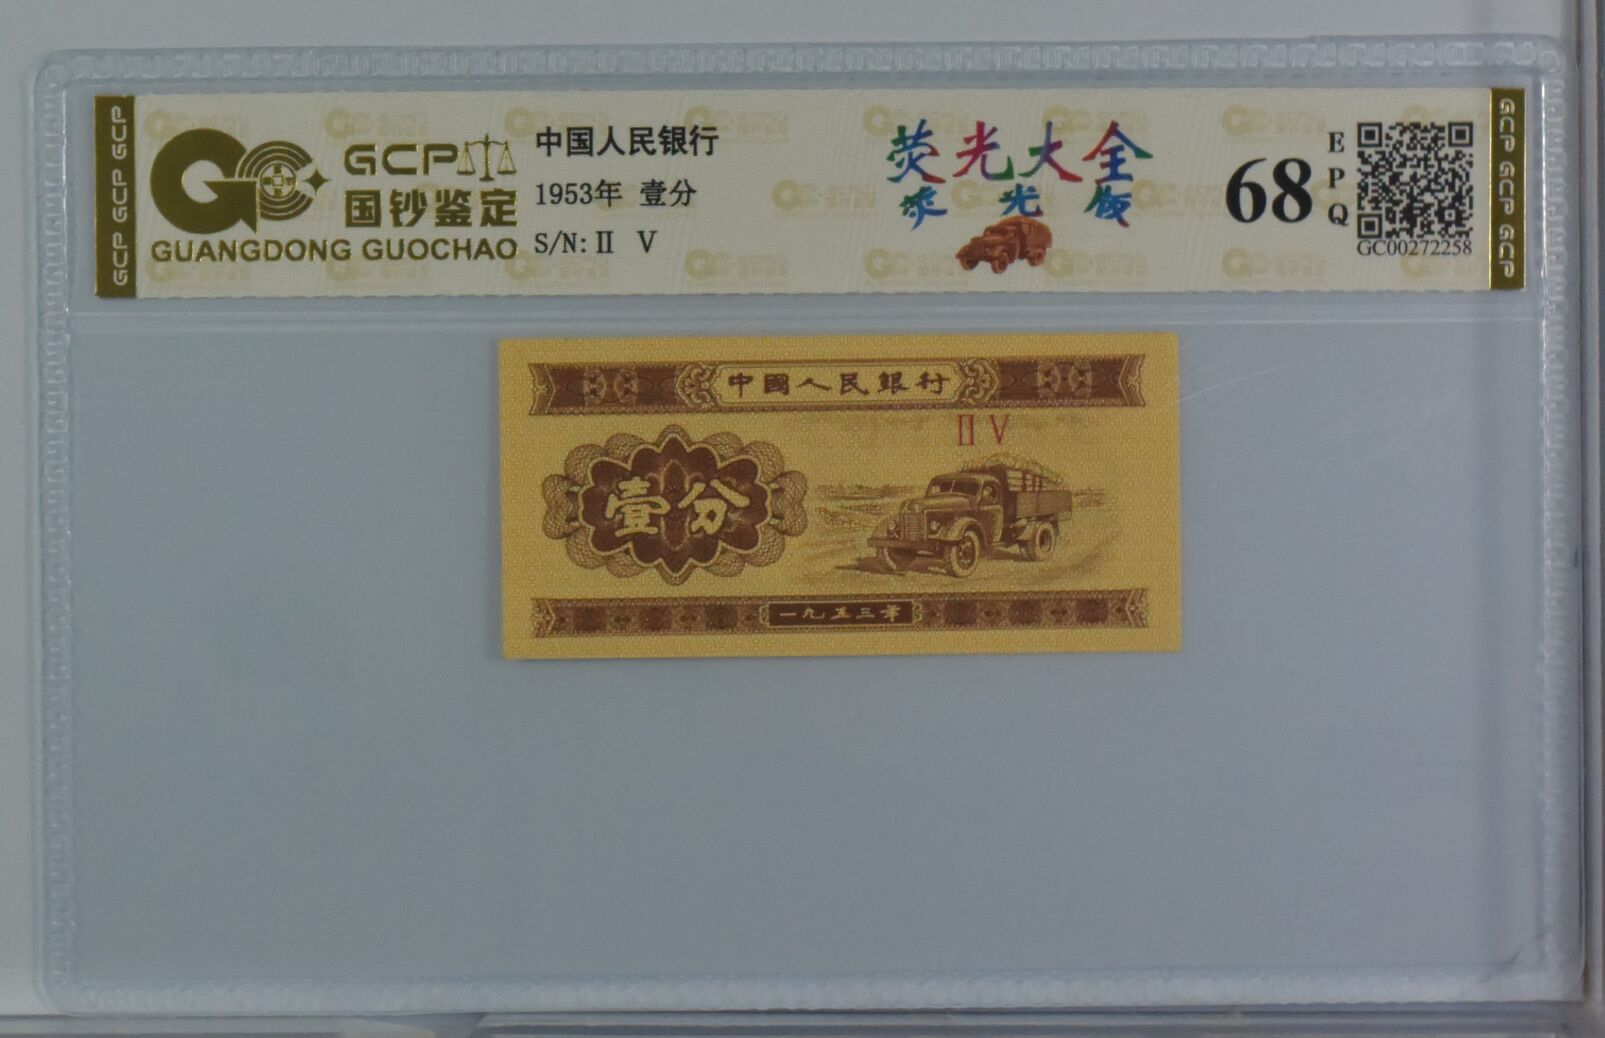 GCP GCP GCP
GCP
国钞鉴定
GUANGDONG GUOCHAO
中国人民银行
1953年 壹分
S/N: II V
荧光大全
荧光版
68
EPQ
GC00272258
GCP GCP GCP
中國人民銀行
II V
壹分
一九五三年